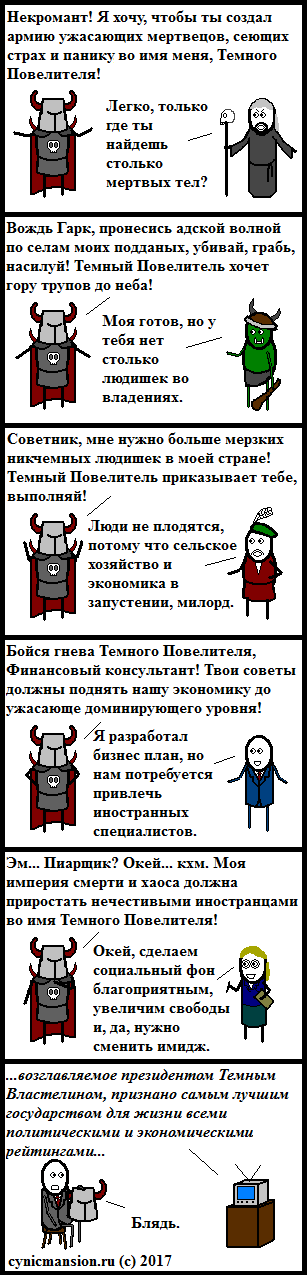 Некромант! Я хочу, чтобы ты создал
армию ужасающих мертвецов, сеющих
страх и панику во имя меня, Темного
Повелителя!
Легко, только
где ты
найдешь
столько
мертвых тел?
Вождь Гарк, пронесись адской волной
по селам моих подданых, убивай, грабь,
насилуй! Темный Повелитель хочет
гору трупов до неба!
Моя готов, но у
тебя нет
столько
людишек во
владениях.
Советник, мне нужно больше мерзких
никчемных людишек в моей стране!
Темный Повелитель приказывает тебе,
выполняй!
Люди не плодятся,
потому что сельское
хозяйство и
экономика в
запустении, милорд.
Бойся гнева Темного Повелителя,
Финансовый консультант! Твои советы
должны поднять нашу экономику до
ужасающе доминирующего уровня!
Я разработал
бизнес план, но
нам потребуется
привлечь
иностранных
специалистов.
Эм... Пиарщик? Окей... кхм. Моя
империя смерти и хаоса должна
приростать нечестивыми иностранцами
во имя Темного Повелителя!
Окей, сделаем
социальный фон
благоприятным,
увеличим свободы
и, да, нужно
сменить имидж.
...возглавляемое президентом Темным
Властелином, признано самым лучшим
государством для жизни всеми
политическими и экономическими
рейтингами...
Блядь.
cynicmansion.ru (c) 2017